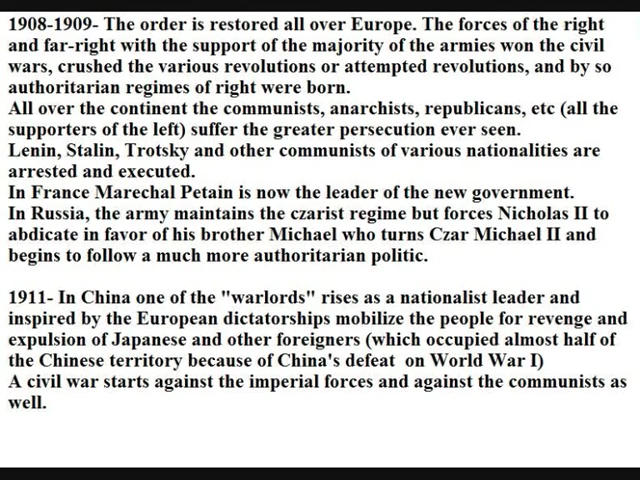 1908-1909- The order is restored all over Europe. The forces of the right
and far-right with the support of the majority of the armies won the civil
wars, crushed the various revolutions or attempted revolutions, and by so
authoritarian regimes of right were born.
All over the continent the communists, anarchists, republicans, etc (all the
supporters of the left) suffer the greater persecution ever seen.
Lenin, Stalin, Trotsky and other communists of various nationalities are
arrested and executed.
In France Marechal Petain is now the leader of the new government.
In Russia, the army maintains the czarist regime but forces Nicholas II to
abdicate in favor of his brother Michael who turns Czar Michael II and
begins to follow a much more authoritarian politic.
1911- In China one of the "warlords" rises as a nationalist leader and
inspired by the European dictatorships mobilize the people for revenge and
expulsion of Japanese and other foreigners (which occupied almost half of
the Chinese territory because of China's defeat on World War I)
A civil war starts against the imperial forces and against the communists as
well.